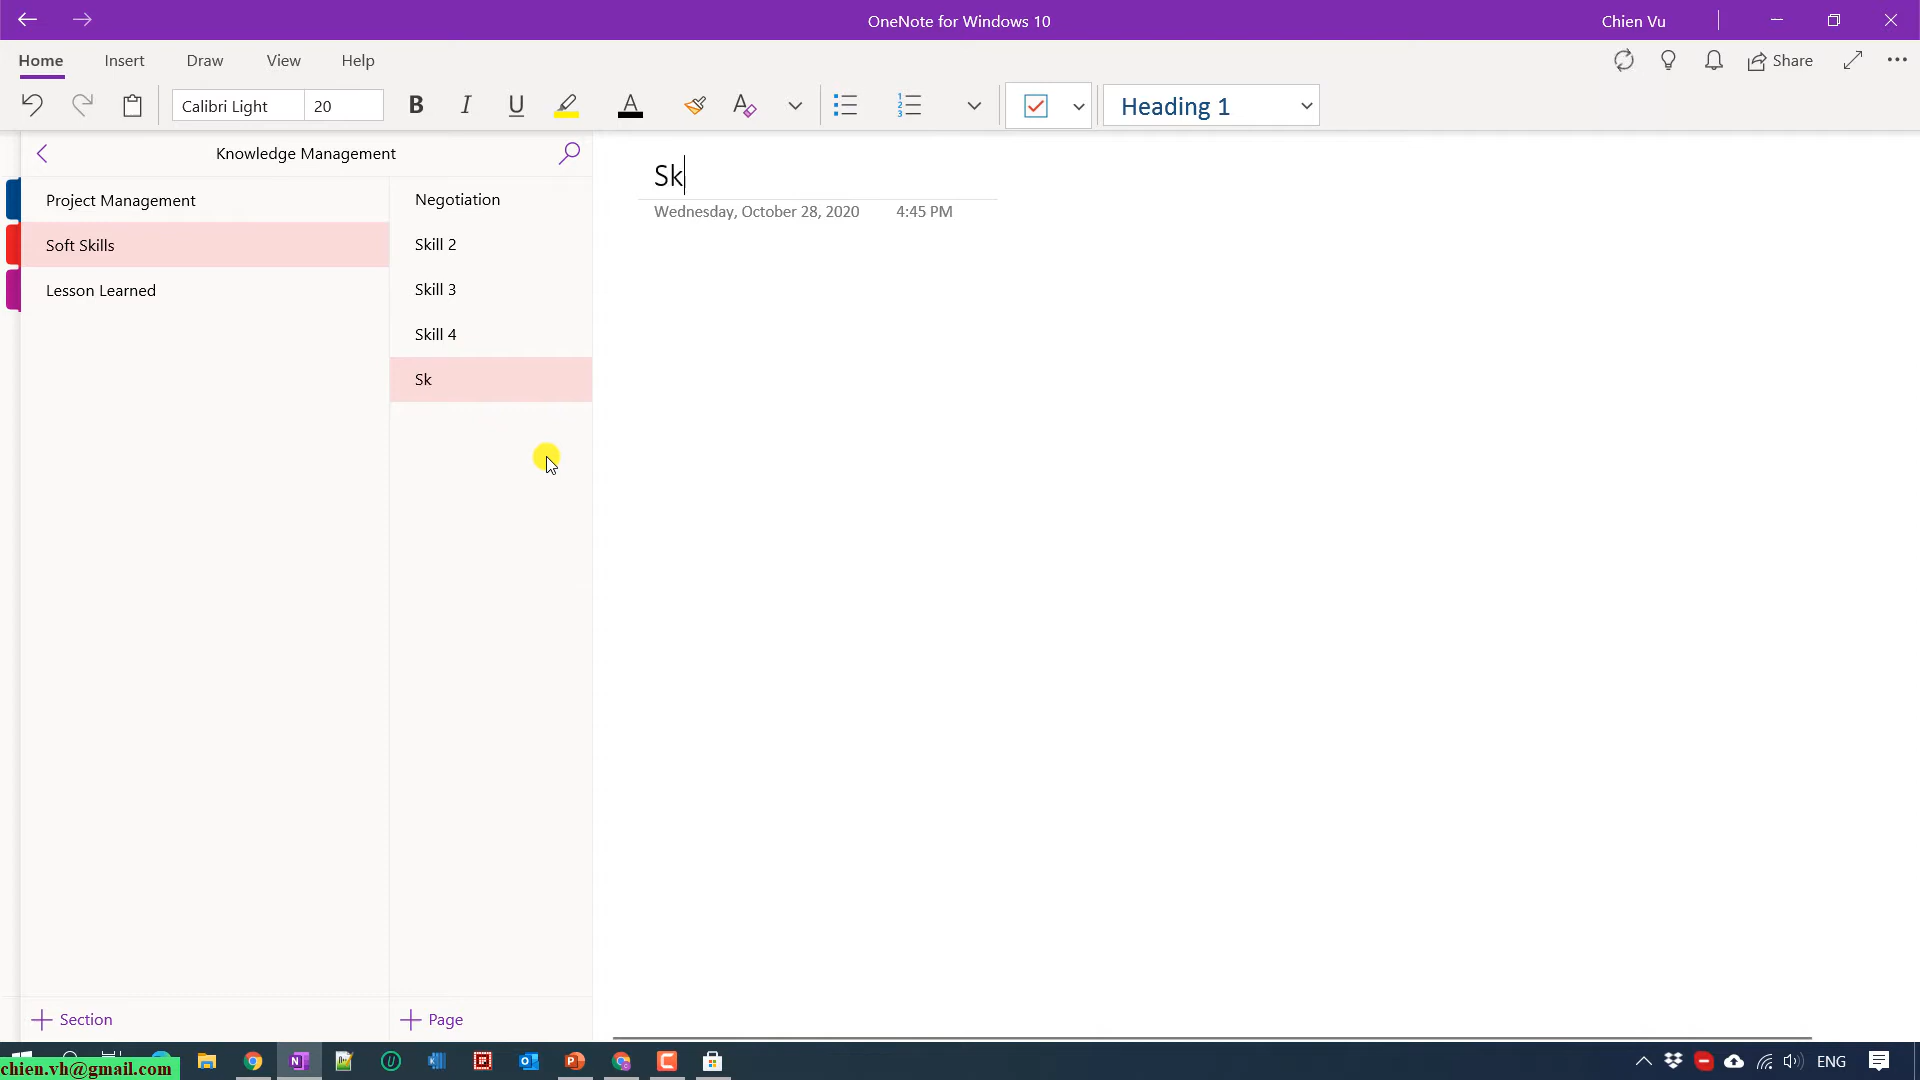 OneNote for Windows 10
Chien Vu
Home
Insert
Draw
View
Help
Share
Calibri Light
20
B
I
U
A
A
Heading 1
Knowledge Management
Project Management
Soft Skills
Lesson Learned
Negotiation
Skill 2
Skill 3
Skill 4
Sk
Sk
Wednesday, October 28, 2020
4:45 PM
Section
Page
chien.vh@gmail.com
ENG